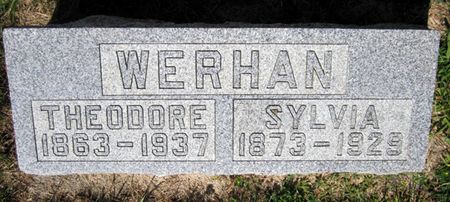 WERHAN
THEODORE SYLVIA
1863-1937 1873-1929